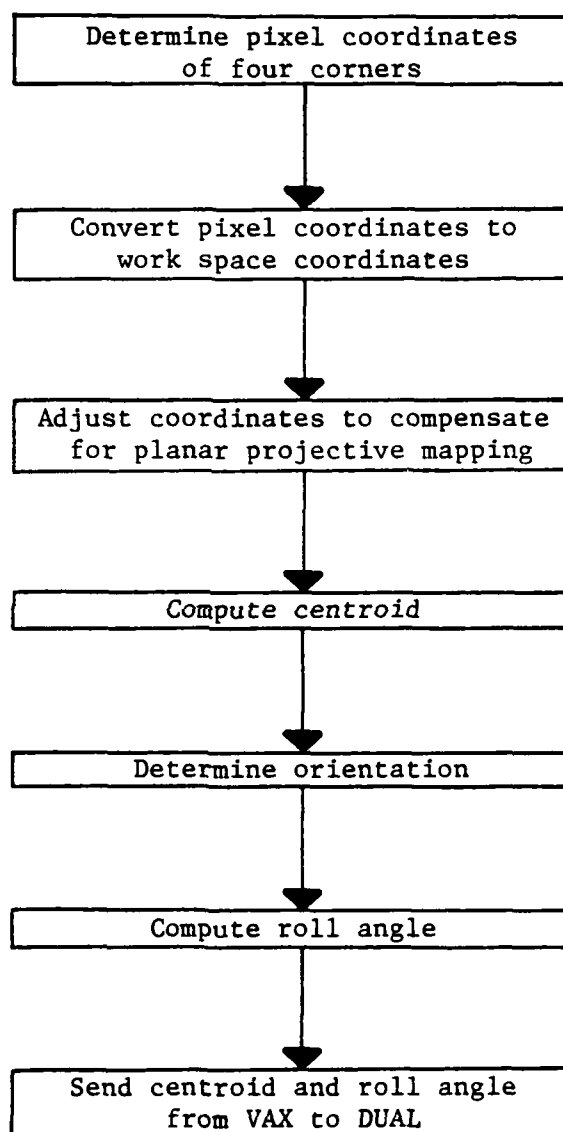 Determine pixel coordinates
of four corners
Convert pixel coordinates to
work space coordinates
Adjust coordinates to compensate
for planar projective mapping
Compute centroid
Determine orientation
Compute roll angle
Send centroid and roll angle
from VAX to DUAL